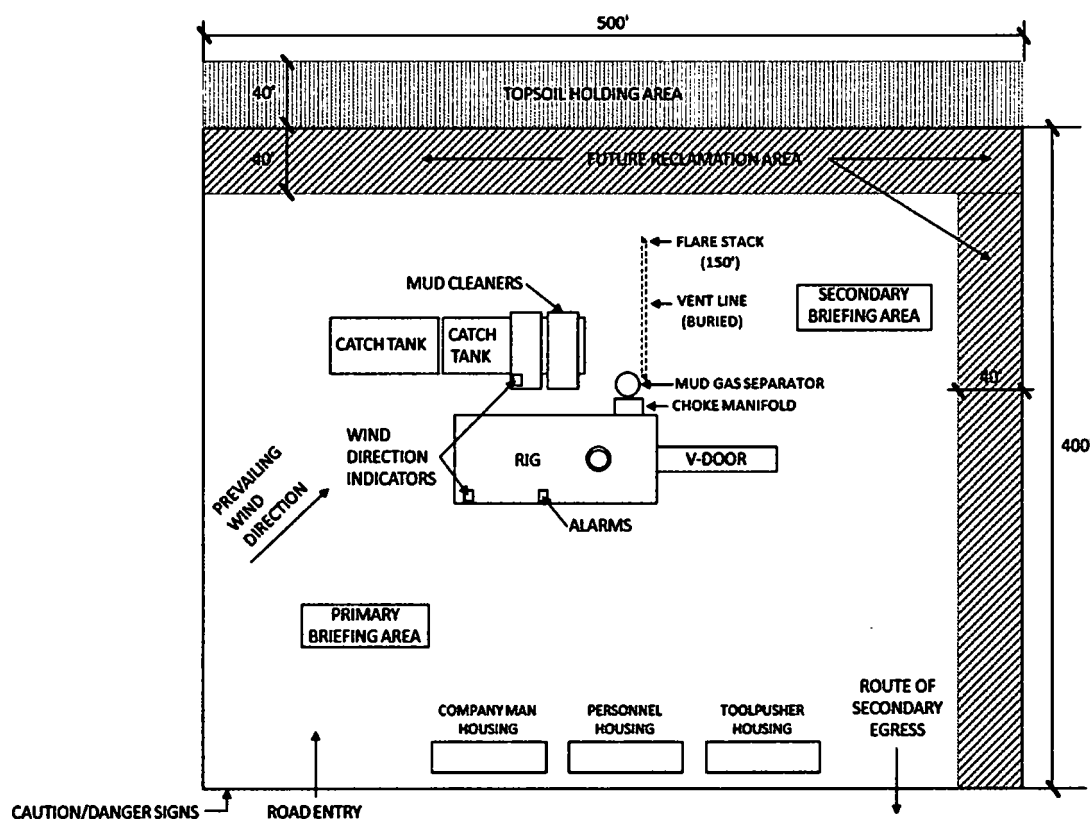 500'
40'
TOPSOIL HOLDING AREA
40'
FUTURE RECLAMATION AREA
FLARE STACK
(150')
MUD CLEANERS
SECONDARY
BRIEFING AREA
VENT LINE
(BURIED)
CATCH TANK
CATCH
TANK
MUD GAS SEPARATOR
40'
CHOKE MANIFOLD
400
WIND
DIRECTION
INDICATORS
RIG
V-DOOR
PREVAILING
WIND
DIRECTION
ALARMS
PRIMARY
BRIEFING AREA
ROUTE OF
SECONDARY
EGRESS
COMPANY MAN
HOUSING
PERSONNEL
HOUSING
TOOLPUSHER
HOUSING
CAUTION/DANGER SIGNS
ROAD ENTRY